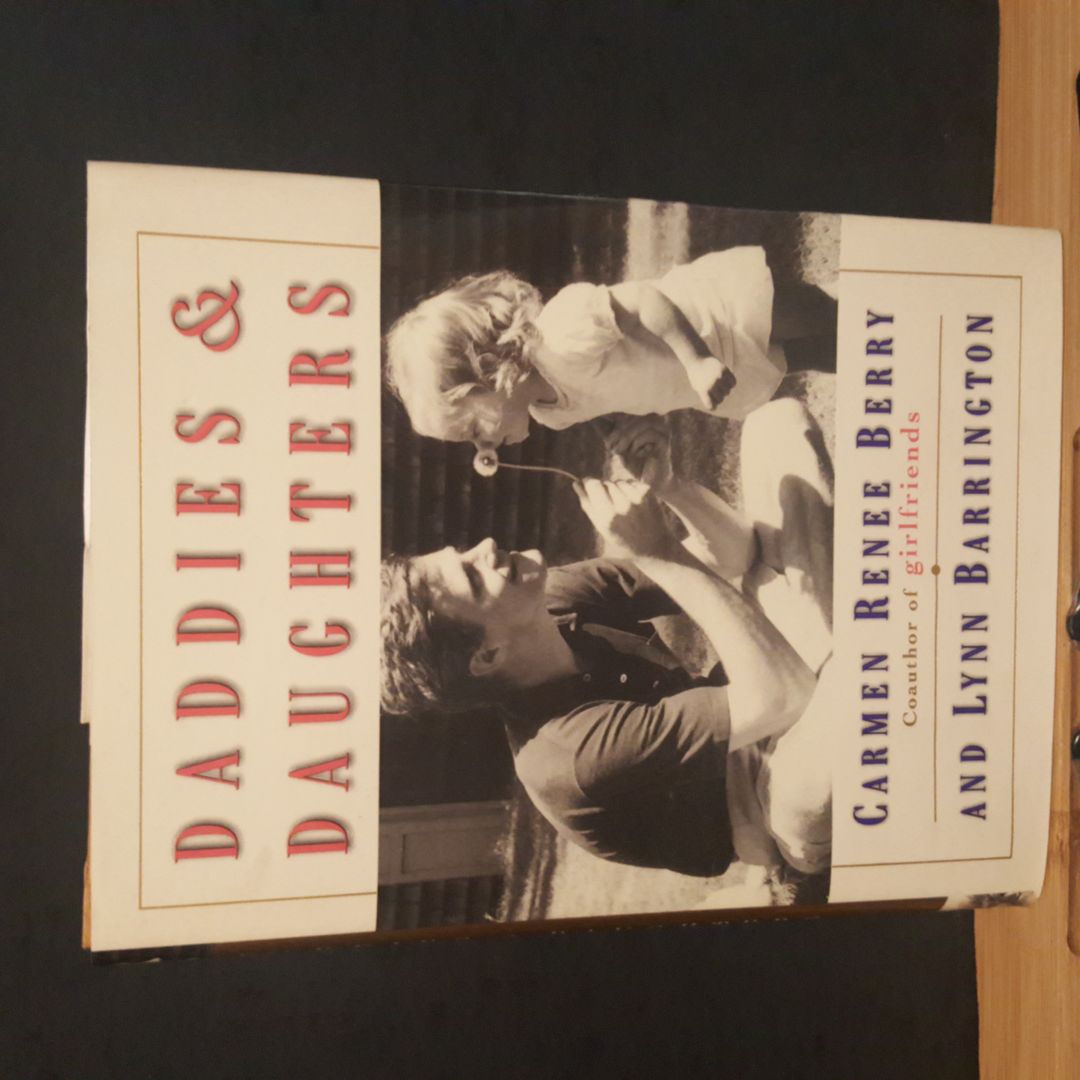 DADDIES &
DAUGHTERS
CARMEN RENEE BERRY
Coauthor of girlfriends
AND LYNN BARRINGTON